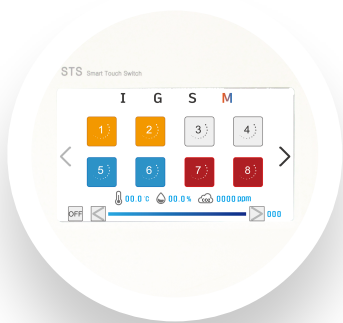 STS Smart Touch Switch
I G S M
1 2 3 4
5 6 7 8
00.0 °C 00.0 % CO2 0000 ppm
OFF 000